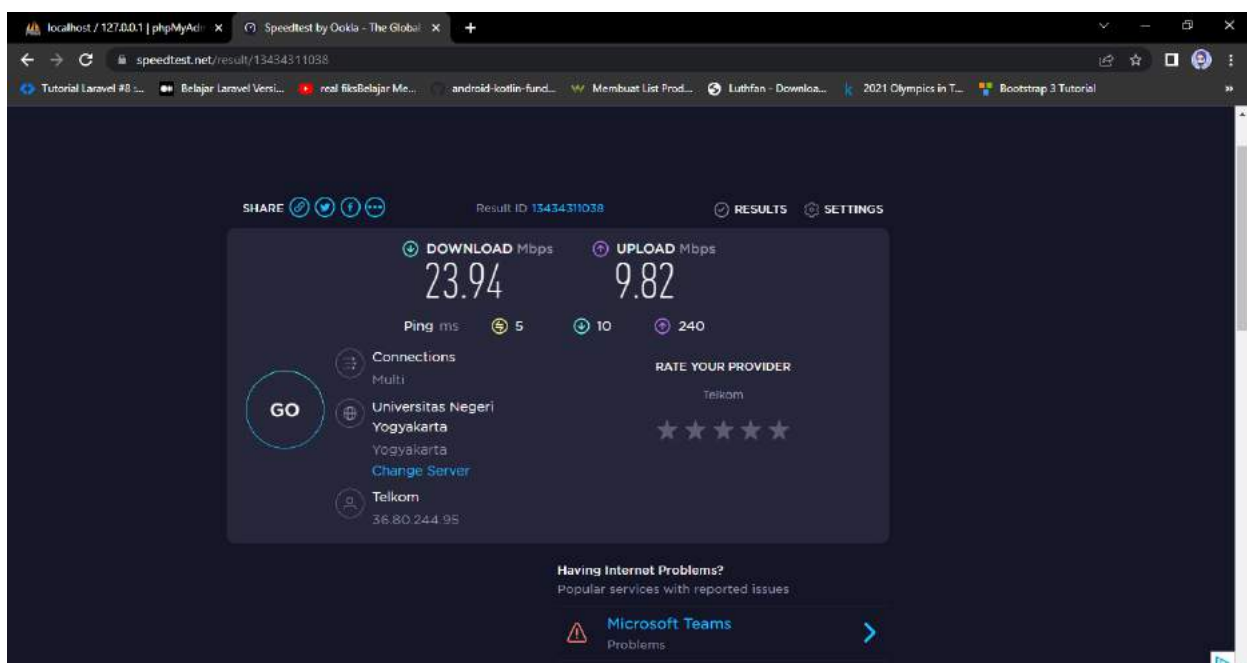 localhost / 127.0.0.1 | phpMyAd
Speedtest by Ookla - The Global
speedtest.net/result/13434311038
Tutorial Laravel #8 :...
Belajar Laravel Versi...
real fiksBelajar Me...
android-kotlin-fund...
Membuat List Prod...
Luthfan - Downloa...
2021 Olympics in T...
Bootstrap 3 Tutorial
SHARE
Result ID 13434311038
RESULTS
SETTINGS
DOWNLOAD Mbps
UPLOAD Mbps
23.94
9.82
Ping ms 5 10 240
Connections
Multi
RATE YOUR PROVIDER
Telkom
GO
Universitas Negeri
Yogyakarta
Yogyakarta
Change Server
Telkom
36.80.244.95
Having Internet Problems?
Popular services with reported issues
Microsoft Teams
Problems